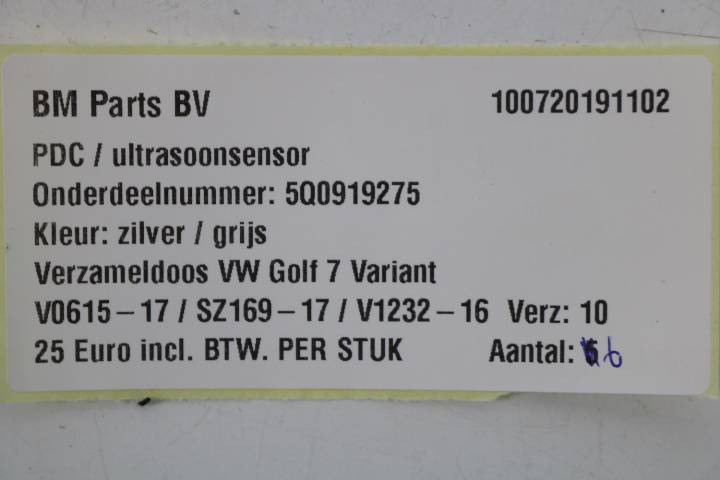 BM Parts BV 100720191102
PDC / ultrasoonsensor
Onderdeelnummer: 5Q0919275
Kleur: zilver / grijs
Verzameldoos VW Golf 7 Variant
V0615-17 / SZ169-17 / V1232-16 Verz: 10
25 Euro incl. BTW. PER STUK Aantal: 6